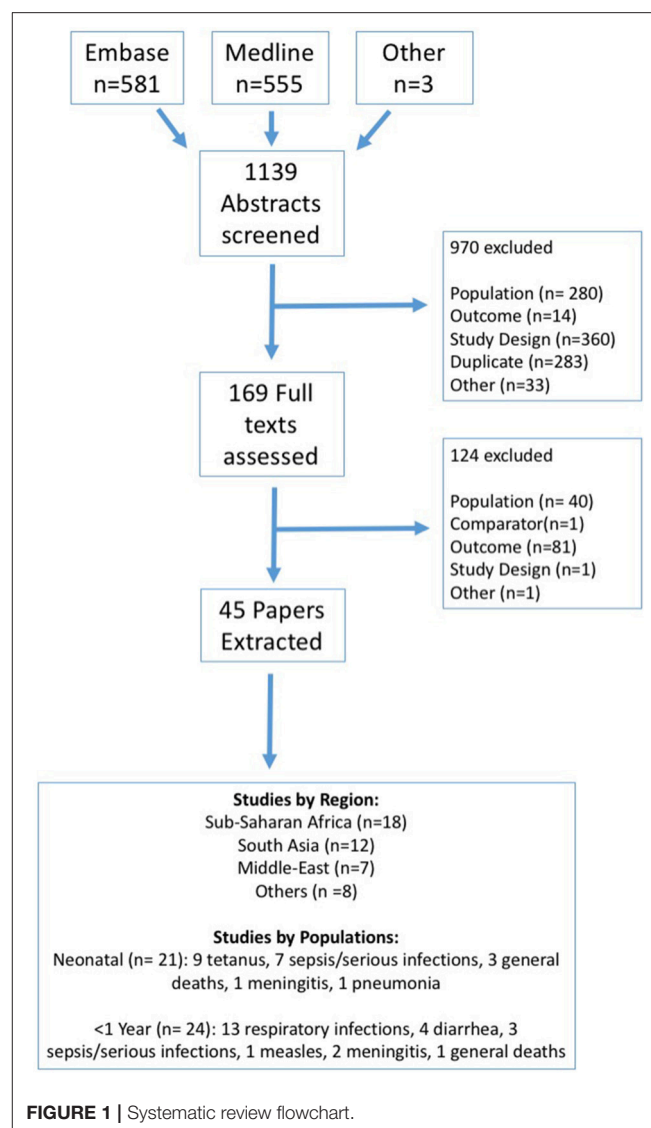 Embase
n=581
Medline
n=555
Other
n=3
1139
Abstracts
screened
970 excluded
Population (n= 280)
Outcome (n=14)
Study Design (n=360)
Duplicate (n=283)
Other (n=33)
169 Full
texts
assessed
124 excluded
Population (n= 40)
Comparator(n=1)
Outcome (n=81)
Study Design (n=1)
Other (n=1)
45 Papers
Extracted
Studies by Region:
Sub-Saharan Africa (n=18)
South Asia (n=12)
Middle-East (n=7)
Others (n =8)
Studies by Populations:
Neonatal (n= 21): 9 tetanus, 7 sepsis/serious infections, 3 general
deaths, 1 meningitis, 1 pneumonia
<1 Year (n= 24): 13 respiratory infections, 4 diarrhea, 3
sepsis/serious infections, 1 measles, 2 meningitis, 1 general deaths
FIGURE 1 | Systematic review flowchart.